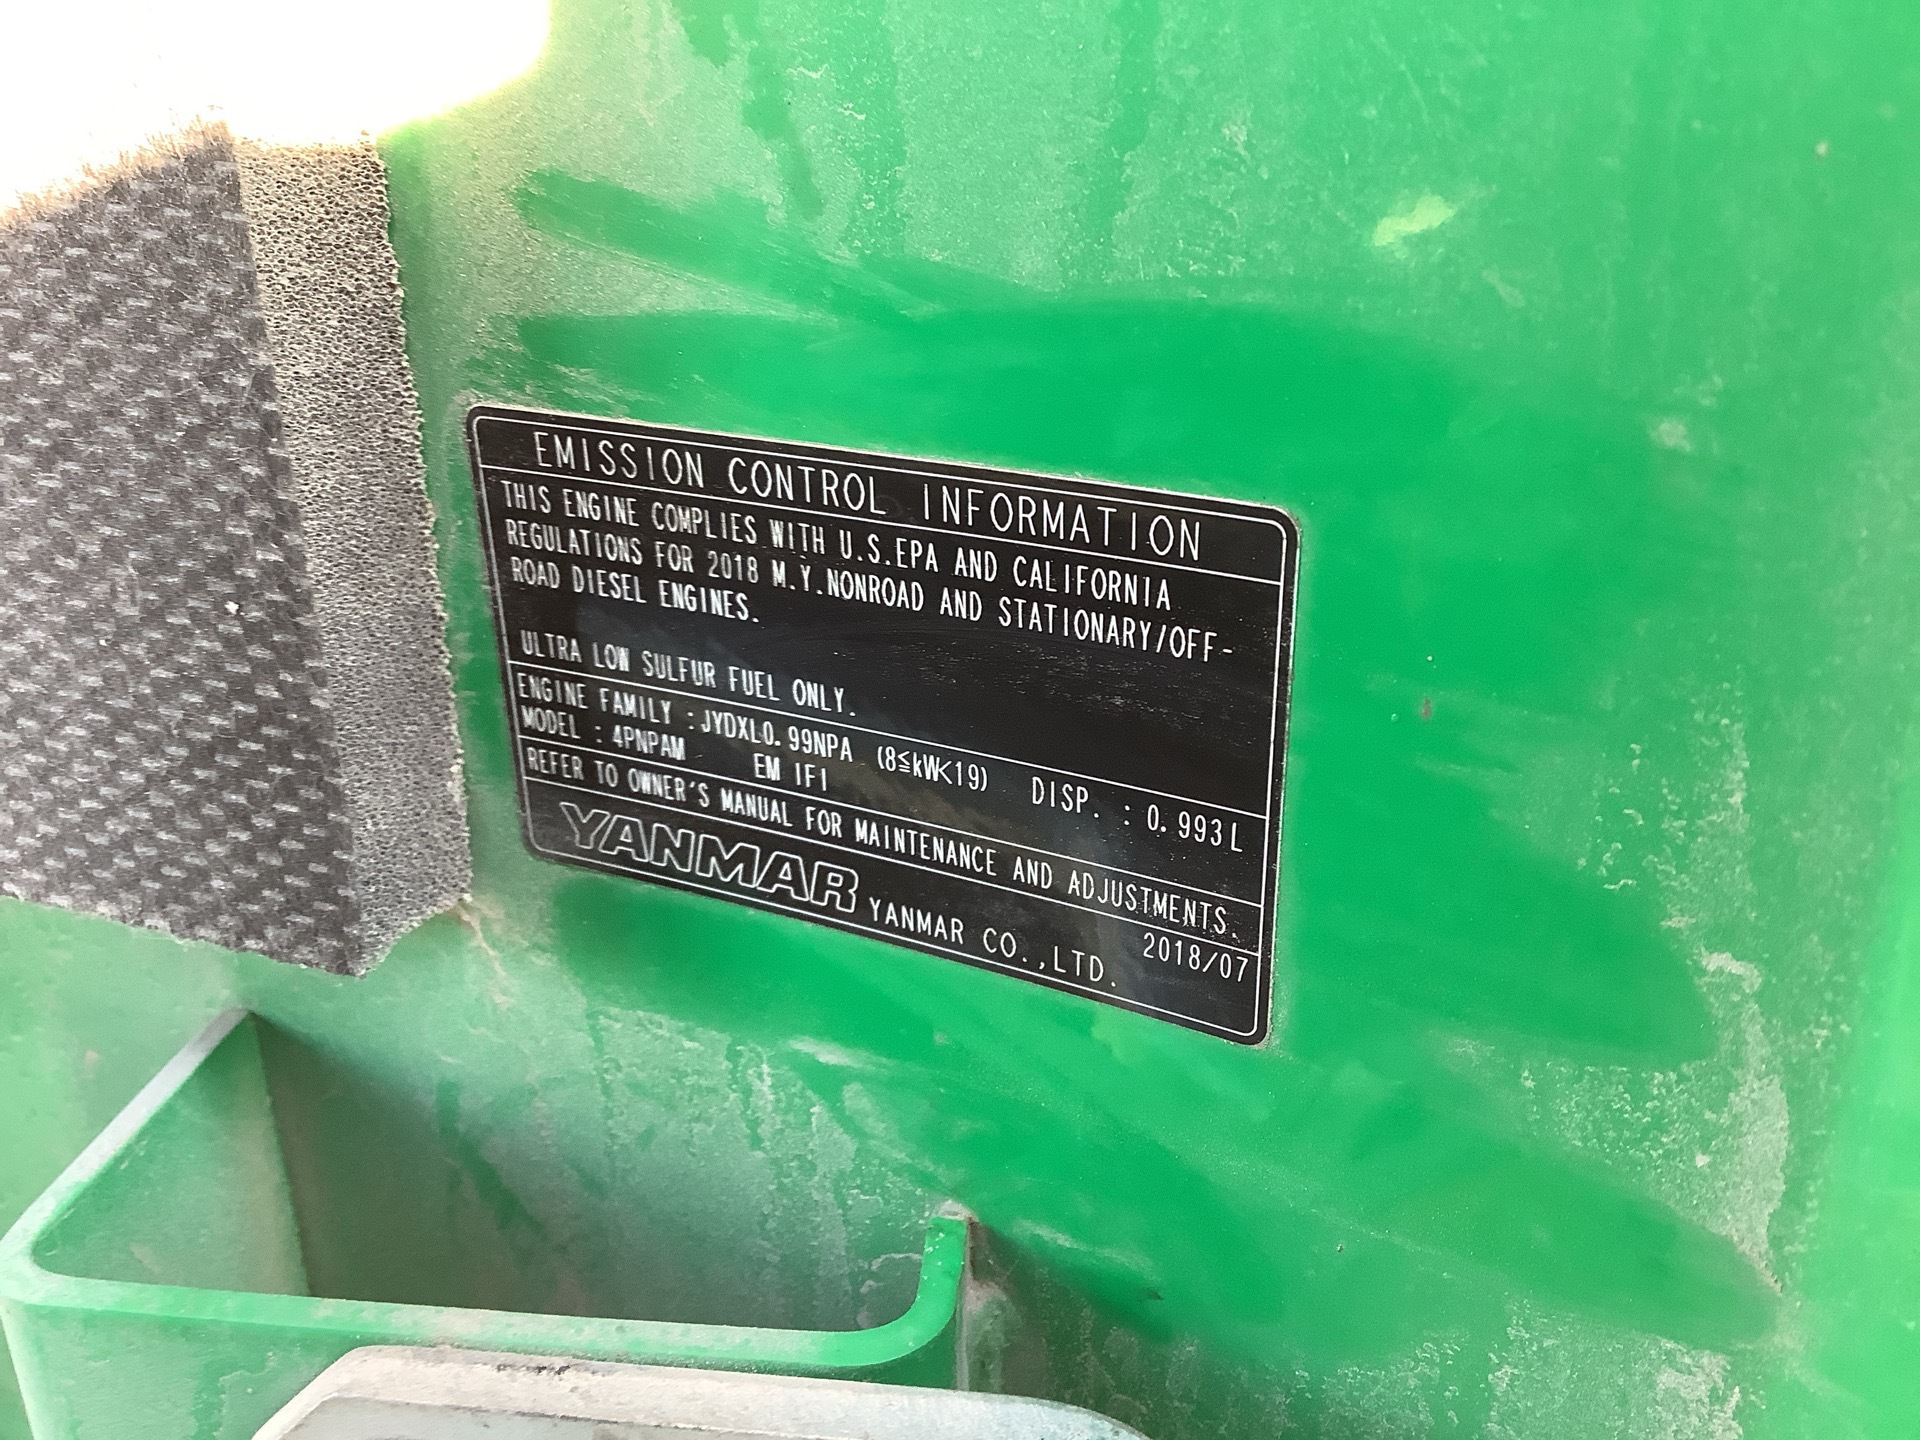 EMISSION CONTROL INFORMATION
THIS ENGINE COMPLIES WITH U.S.EPA AND CALIFORNIA
REGULATIONS FOR 2018 M.Y.NONROAD AND STATIONARY/OFF-
ROAD DIESEL ENGINES.
ULTRA LOW SULFUR FUEL ONLY.
ENGINE FAMILY :JYDXL0.99NPA (8≦kW<19) DISP. : 0.993L
MODEL : 4PNPAM EM IFI
REFER TO OWNER'S MANUAL FOR MAINTENANCE AND ADJUSTMENTS.
YANMAR YANMAR CO.,LTD. 2018/07